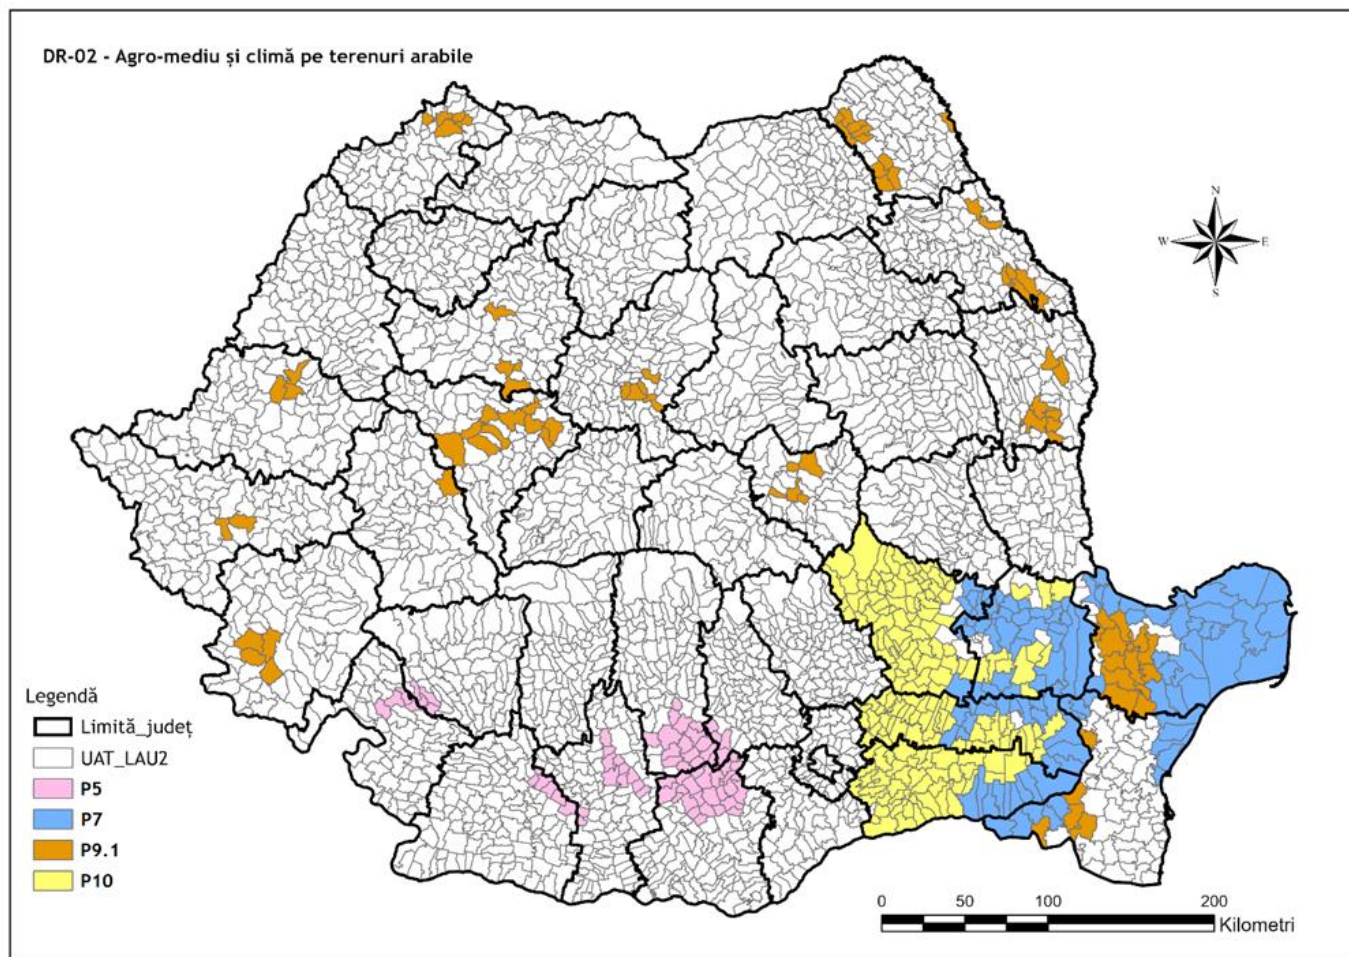 DR-02 - Agro-mediu și climă pe terenuri arabile
N
W E
S
Legendă
Limită_județ
UAT_LAU2
P5
P7
P9.1
P10
0 50 100 200
Kilometri